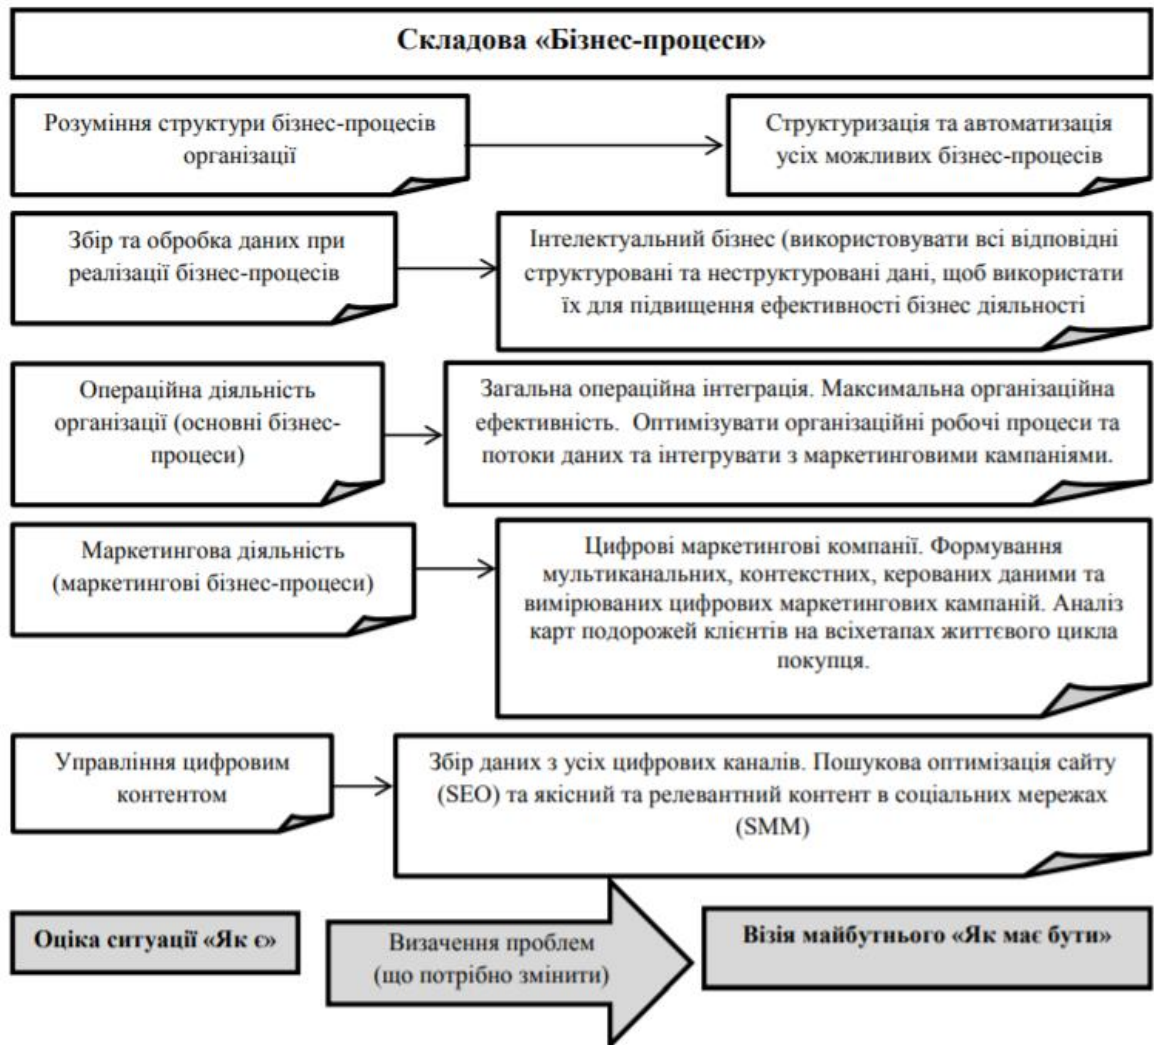 Складова «Бізнес-процеси»
Розуміння структури бізнес-процесів
організації
Структуризація та автоматизація
усіх можливих бізнес-процесів
Збір та обробка даних при
реалізації бізнес-процесів
Інтелектуальний бізнес (використовувати всі відповідні
структуровані та неструктуровані дані, щоб використати
їх для підвищення ефективності бізнес діяльності
Операційна діяльність
організації (основні бізнес-
процеси)
Загальна операційна інтеграція. Максимальна організаційна
ефективність. Оптимізувати організаційні робочі процеси та
потоки даних та інтегрувати з маркетинговими кампаніями.
Маркетингова діяльність
(маркетингові бізнес-процеси)
Цифрові маркетингові компанії. Формування
мультиканальних, контекстних, керованих даними та
вимірюваних цифрових маркетингових кампаній. Аналіз
карт подорожей клієнтів на всіхетапах життєвого цикла
покупця.
Управління цифровим
контентом
Збір даних з усіх цифрових каналів. Пошукова оптимізація сайту
(SEO) та якісний та релевантний контент в соціальних мережах
(SMM)
Оціка ситуації «Як є»
Визачення проблем
(що потрібно змінити)
Візія майбутнього «Як має бути»